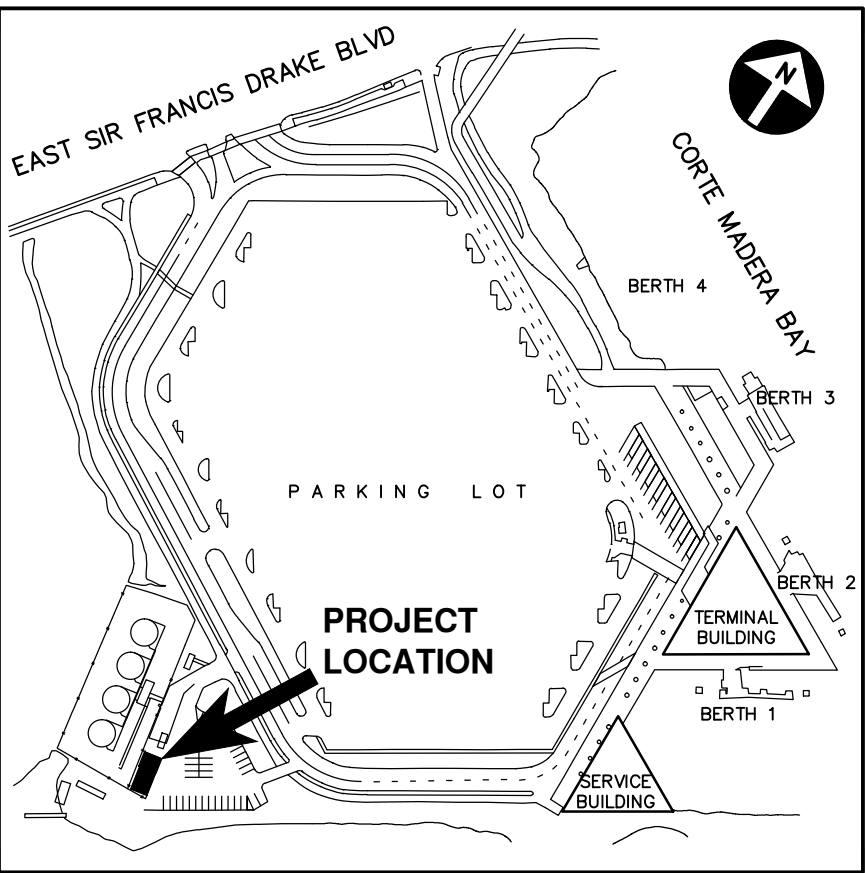 EAST SIR FRANCIS DRAKE BLVD
N
CORTE MADERA BAY
BERTH 4
BERTH 3
PARKING LOT
BERTH 2
TERMINAL
BUILDING
PROJECT
LOCATION
BERTH 1
SERVICE
BUILDING